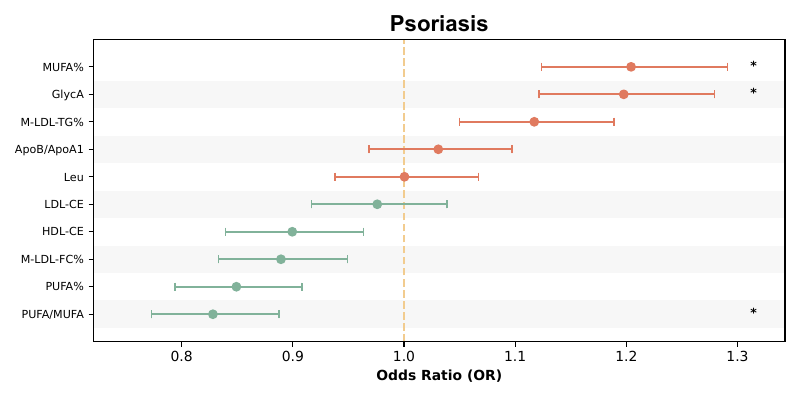 Psoriasis
MUFA% *
GlycA *
M-LDL-TG%
ApoB/ApoA1
Leu
LDL-CE
HDL-CE
M-LDL-FC%
PUFA%
PUFA/MUFA *
0.8 0.9 1.0 1.1 1.2 1.3
Odds Ratio (OR)